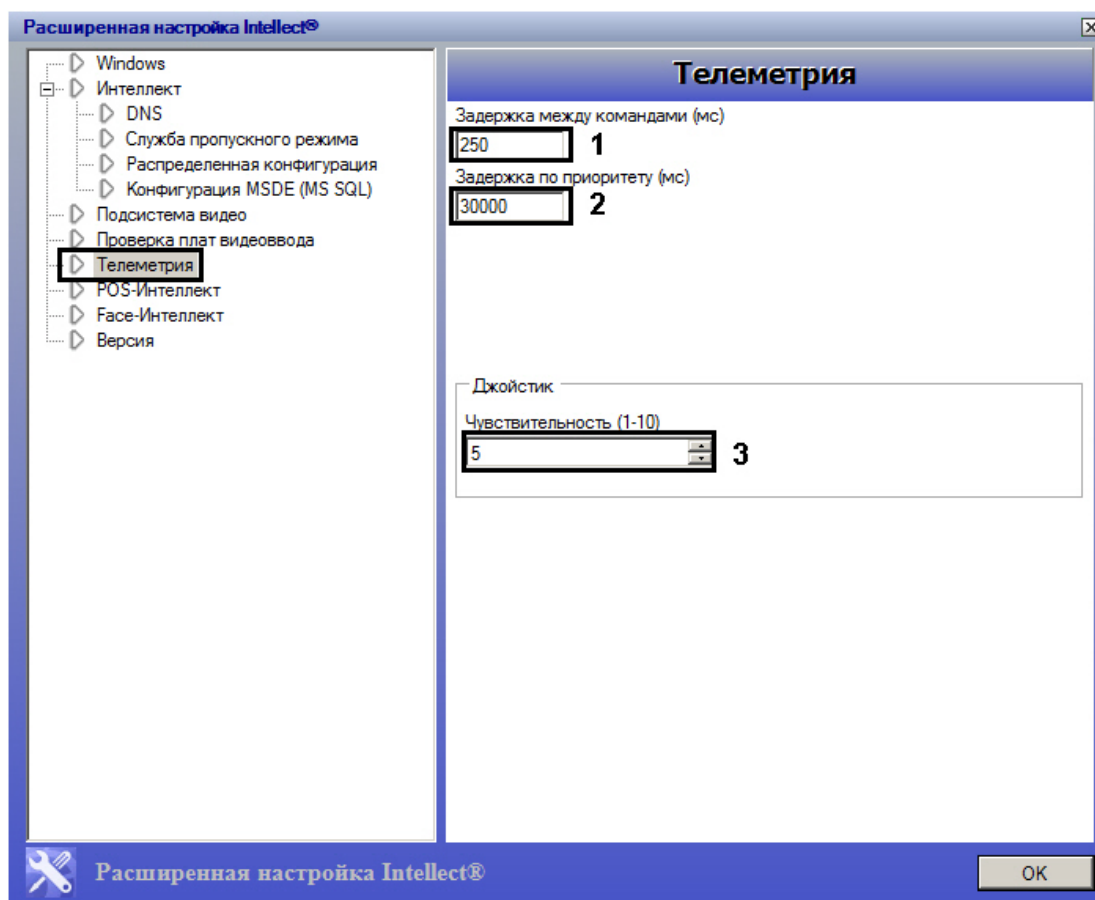 Расширенная настройка Intellect®
Windows
Интеллект
DNS
Служба пропускного режима
Распределенная конфигурация
Конфигурация MSDE (MS SQL)
Подсистема видео
Проверка плат видеоввода
Телеметрия
POS-Интеллект
Face-Интеллект
Версия
Телеметрия
Задержка между командами (мс)
250 1
Задержка по приоритету (мс)
30000 2
Джойстик
Чувствительность (1-10)
5 3
Расширенная настройка Intellect®
OK